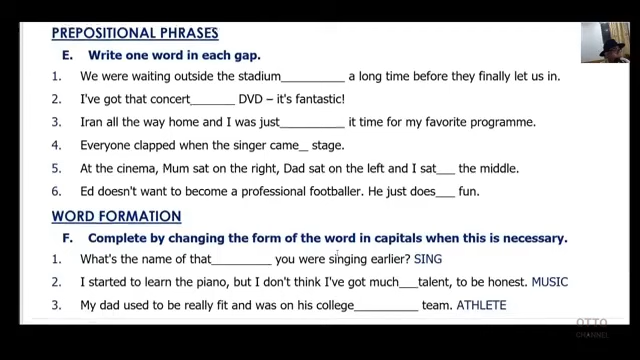 PREPOSITIONAL PHRASES
E. Write one word in each gap.
1. We were waiting outside the stadium__________ a long time before they finally let us in.
2. I've got that concert_______ DVD – it's fantastic!
3. Iran all the way home and I was just__________ it time for my favorite programme.
4. Everyone clapped when the singer came_ stage.
5. At the cinema, Mum sat on the right, Dad sat on the left and I sat___ the middle.
6. Ed doesn't want to become a professional footballer. He just does___ fun.
WORD FORMATION
F. Complete by changing the form of the word in capitals when this is necessary.
1. What's the name of that_________ you were singing earlier? SING
2. I started to learn the piano, but I don't think I've got much___talent, to be honest. MUSIC
3. My dad used to be really fit and was on his college__________ team. ATHLETE
OTTO
CHANNEL